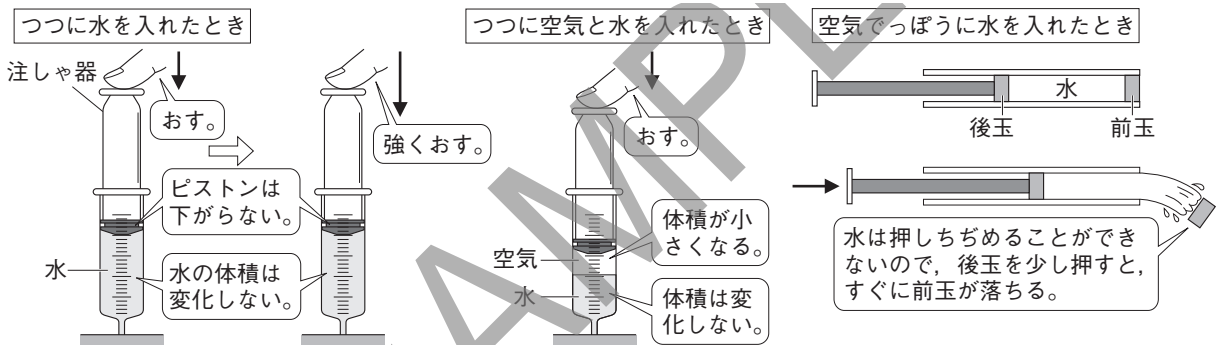 つつに水を入れたとき
注しゃ器
おす。
強くおす。
ピストンは
下がらない。
水
水の体積は
変化しない。
つつに空気と水を入れたとき
おす。
空気
水
体積が小
さくなる。
体積は変
化しない。
空気でっぽうに水を入れたとき
水
後玉
前玉
水は押しちぢめることができ
ないので，後玉を少し押すと，
すぐに前玉が落ちる。
AMPL